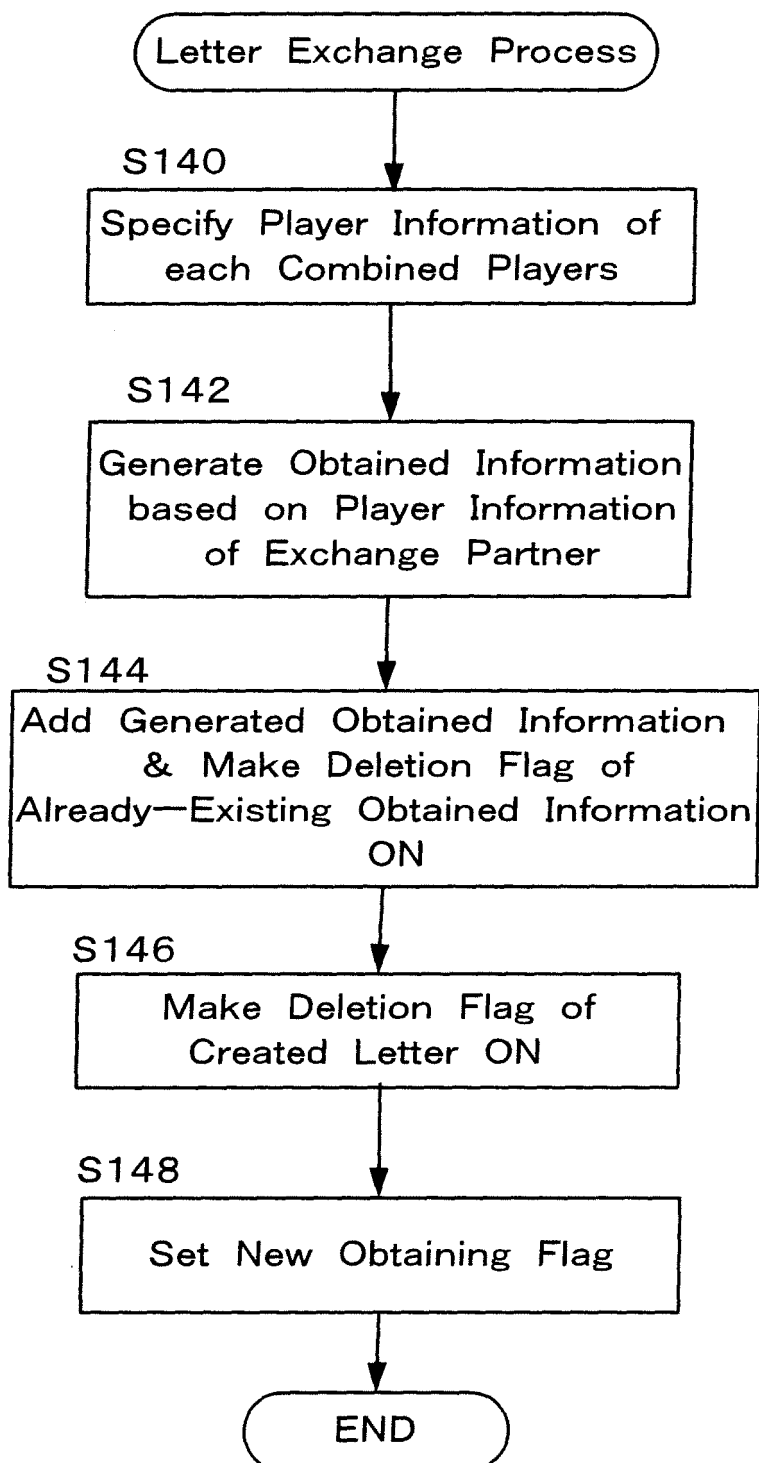 Letter Exchange Process
S140
Specify Player Information of
each Combined Players
S142
Generate Obtained Information
based on Player Information
of Exchange Partner
S144
Add Generated Obtained Information
& Make Deletion Flag of
Already—Existing Obtained Information
ON
S146
Make Deletion Flag of
Created Letter ON
S148
Set New Obtaining Flag
END